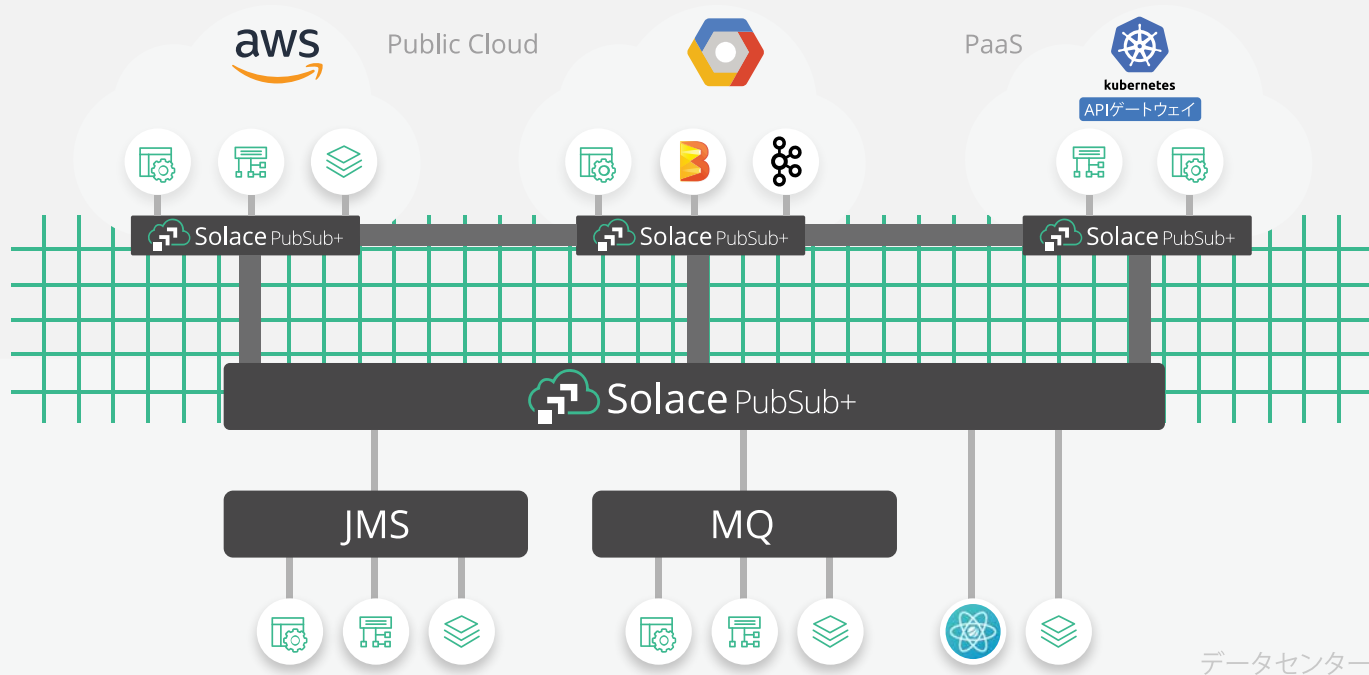 aws
Public Cloud
PaaS
kubernetes
APIゲートウェイ
Solace PubSub+
Solace PubSub+
Solace PubSub+
Solace PubSub+
JMS
MQ
データセンター